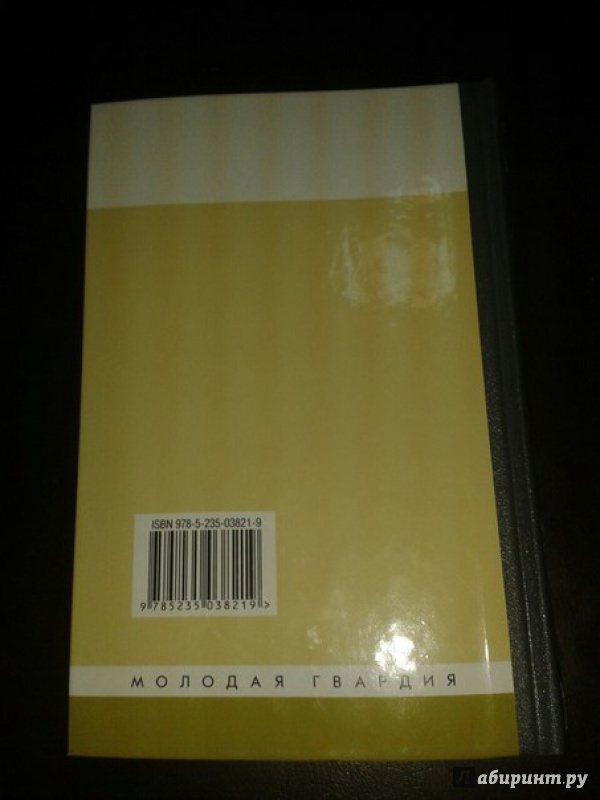 ISBN 978-5-235-03821-9
9 785235 038219 >
МОЛОДАЯ ГВАРДИЯ
Лабиринт.ру